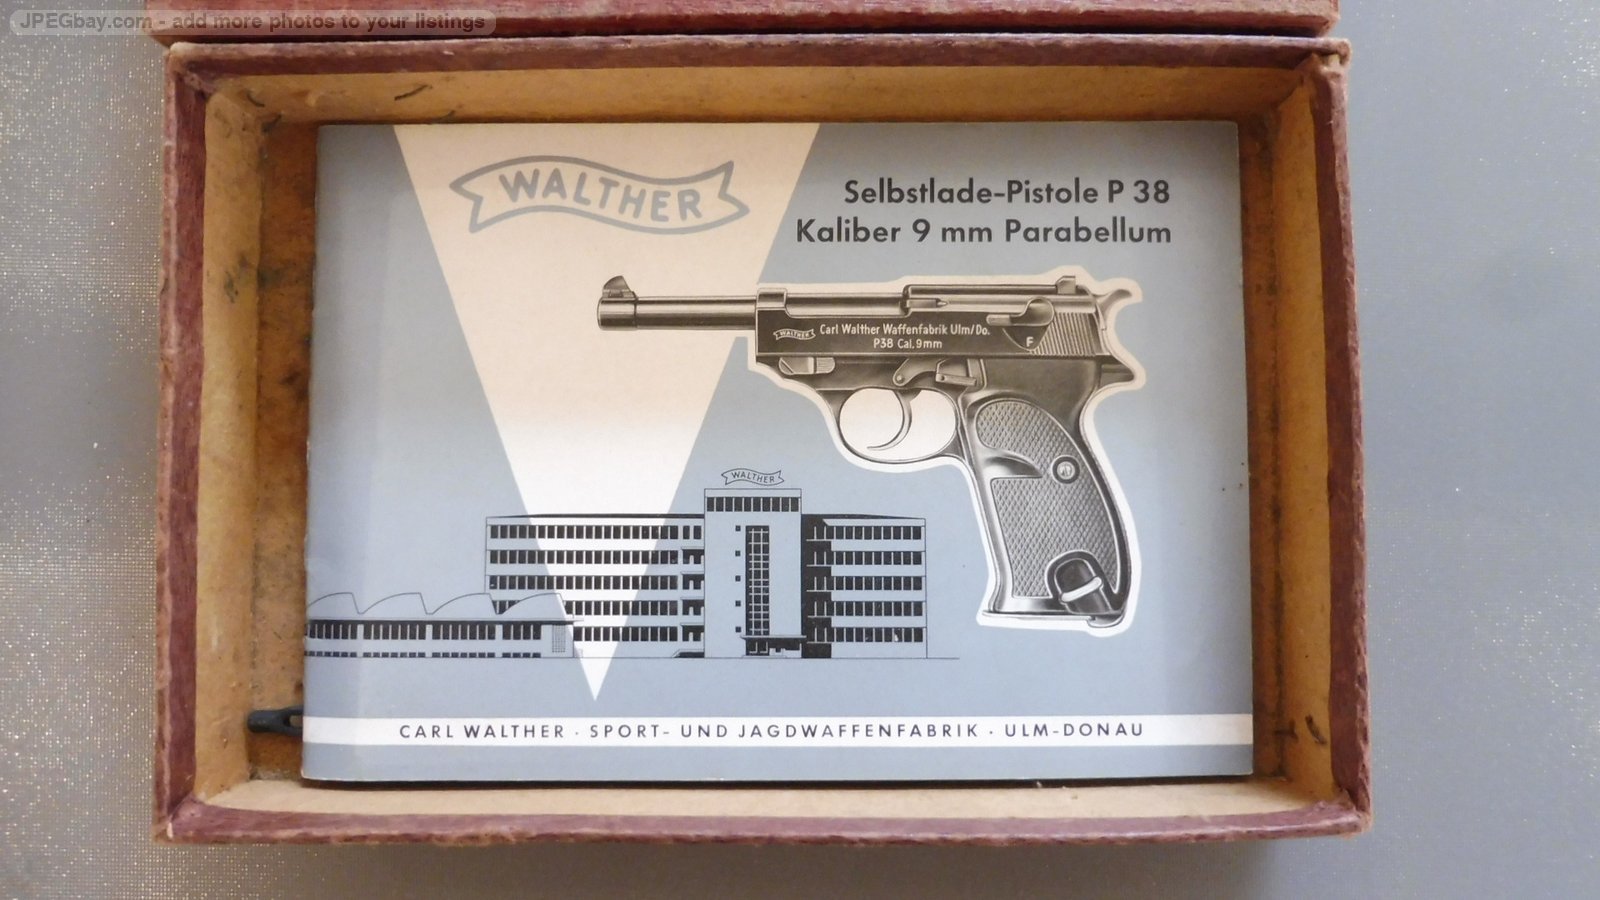 JPEGbay.com - add more photos to your listings
WALTHER
Selbstlade-Pistole P 38
Kaliber 9 mm Parabellum
WALTHER Carl Walther Waffenfabrik Ulm/Do.
P38 Cal. 9mm
F
WALTHER
CARL WALTHER · SPORT- UND JAGDWAFFENFABRIK · ULM-DONAU